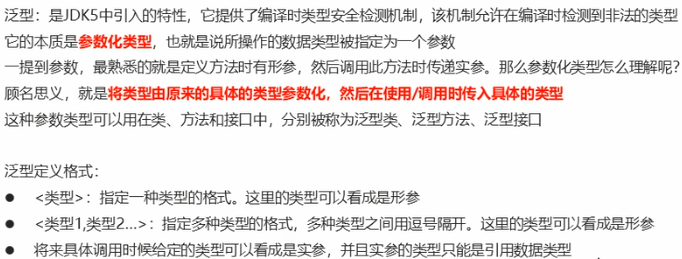 泛型：是JDK5中引入的特性，它提供了编译时类型安全检测机制，该机制允许在编译时检测到非法的类型
它的本质是参数化类型，也就是说所操作的数据类型被指定为一个参数
一提到参数，最熟悉的就是定义方法时有形参，然后调用此方法时传递实参。那么参数化类型怎么理解呢?
顾名思义，就是将类型由原来的具体的类型参数化，然后在使用/调用时传入具体的类型
这种参数类型可以用在类、方法和接口中，分别被称为泛型类、泛型方法、泛型接口
泛型定义格式：
● <类型>：指定一种类型的格式。这里的类型可以看成是形参
● <类型1,类型2…>：指定多种类型的格式，多种类型之间用逗号隔开。这里的类型可以看成是形参
● 将来具体调用时候给定的类型可以看成是实参，并且实参的类型只能是引用数据类型